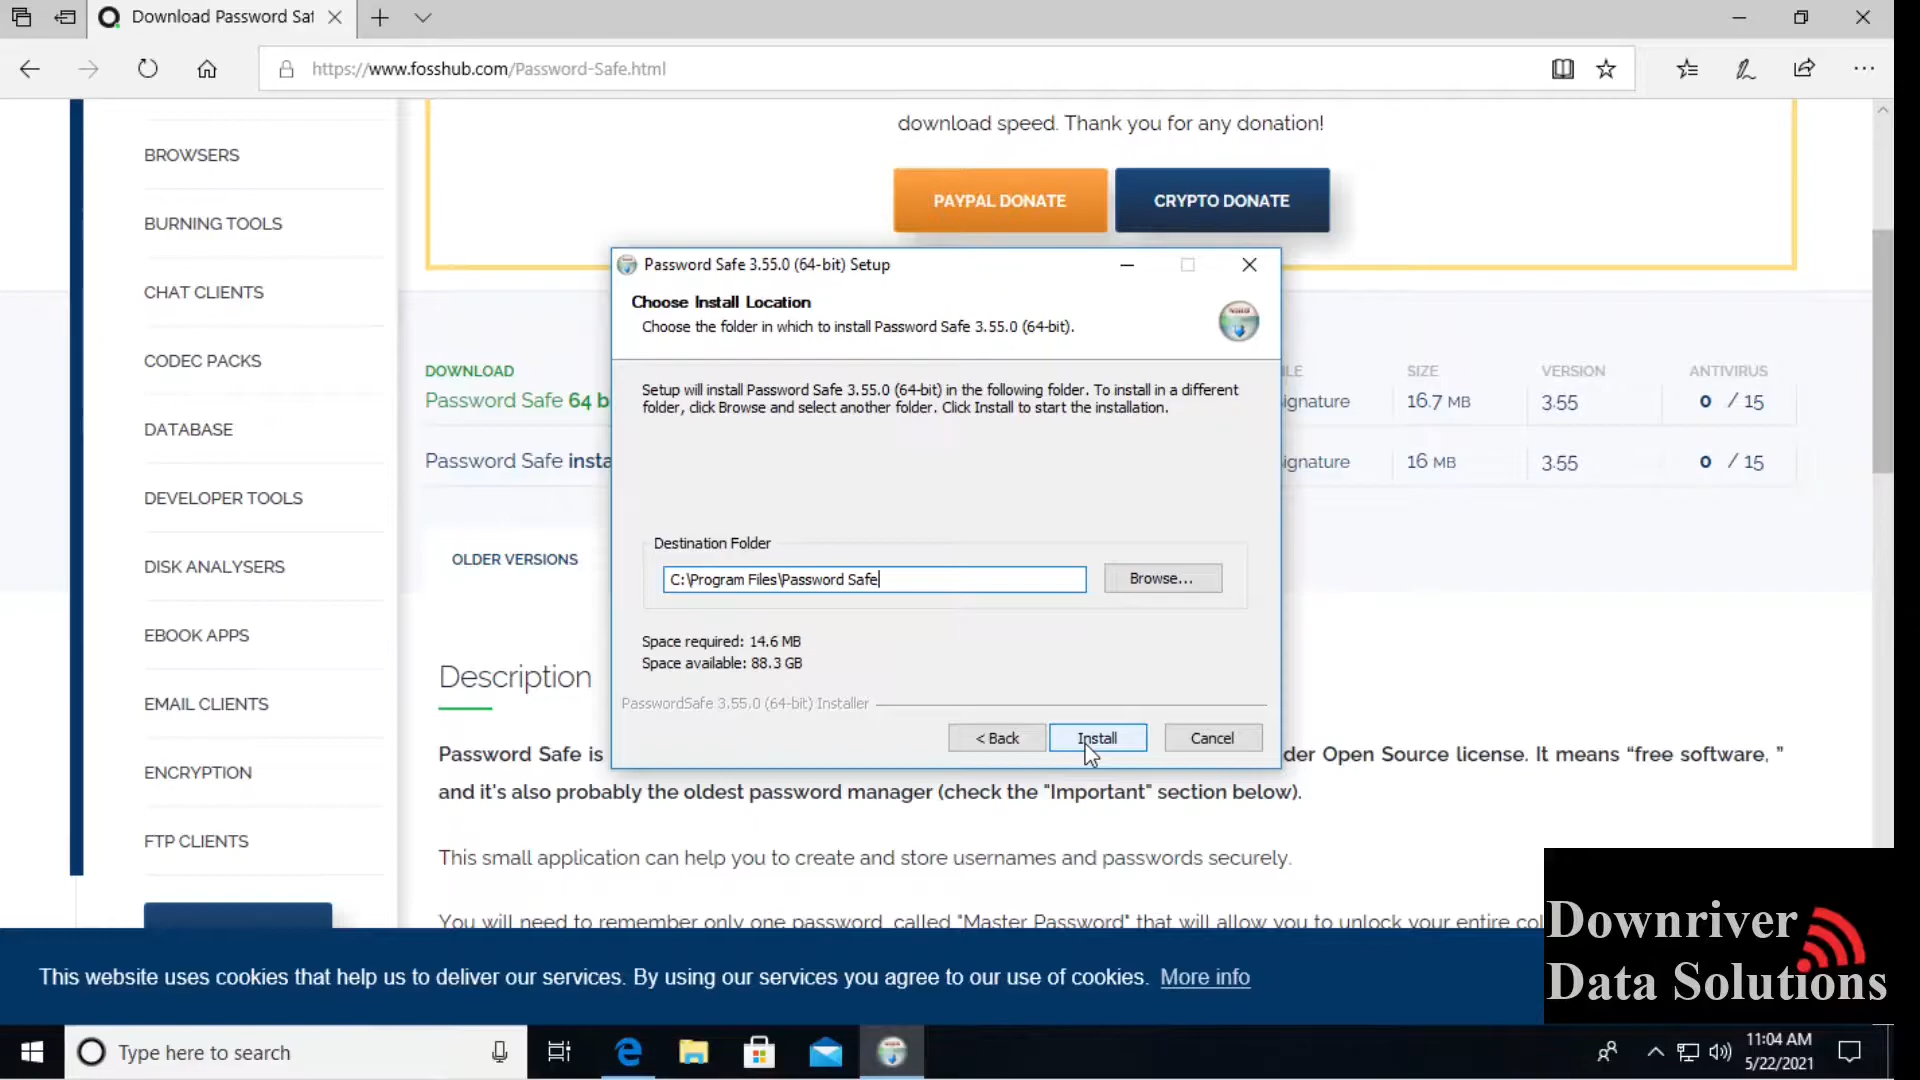 Download Password Saf
https://www.fosshub.com/Password-Safe.html
download speed. Thank you for any donation!
PAYPAL DONATE
CRYPTO DONATE
BROWSERS
BURNING TOOLS
CHAT CLIENTS
CODEC PACKS
DATABASE
DEVELOPER TOOLS
DISK ANALYSERS
EBOOK APPS
EMAIL CLIENTS
ENCRYPTION
FTP CLIENTS
Password Safe 3.55.0 (64-bit) Setup
Choose Install Location
Choose the folder in which to install Password Safe 3.55.0 (64-bit).
Setup will install Password Safe 3.55.0 (64-bit) in the following folder. To install in a different
folder, click Browse and select another folder. Click Install to start the installation.
Destination Folder
C:\Program Files\Password Safe
Browse...
Space required: 14.6 MB
Space available: 88.3 GB
PasswordSafe 3.55.0 (64-bit) Installer
< Back
Install
Cancel
DOWNLOAD
ILE
SIZE
VERSION
ANTIVIRUS
Password Safe 64 b
ignature
16.7 MB
3.55
0 / 15
Password Safe insta
ignature
16 MB
3.55
0 / 15
OLDER VERSIONS
Description
Password Safe is
der Open Source license. It means “free software, ”
and it's also probably the oldest password manager (check the "Important" section below).
This small application can help you to create and store usernames and passwords securely.
You will need to remember only one password, called "Master Password" that will allow you to unlock your entire col
This website uses cookies that help us to deliver our services. By using our services you agree to our use of cookies. More info
Downriver
Data Solutions
Type here to search
11:04 AM
5/22/2021